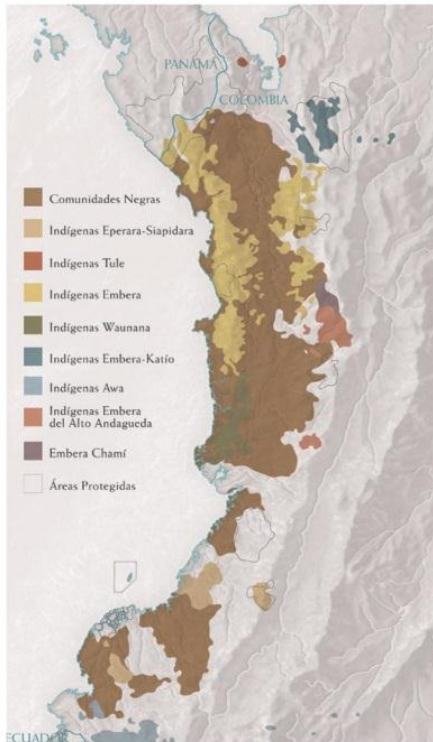 PANAMÁ
COLOMBIA
Comunidades Negras
Indígenas Eperara-Siapidara
Indígenas Tule
Indígenas Embera
Indígenas Waunana
Indígenas Embera-Katío
Indígenas Awa
Indígenas Embera
del Alto Andagueda
Embera Chamí
Áreas Protegidas
ECUADOR